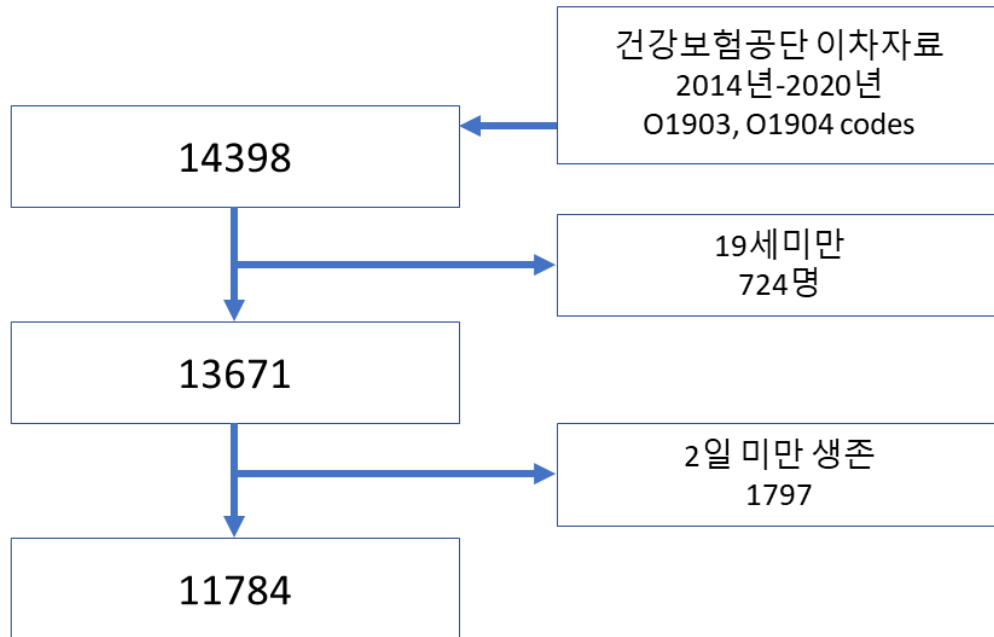 건강보험공단 이차자료
2014년-2020년
O1903, O1904 codes
14398
19세미만
724명
13671
2일 미만 생존
1797
11784